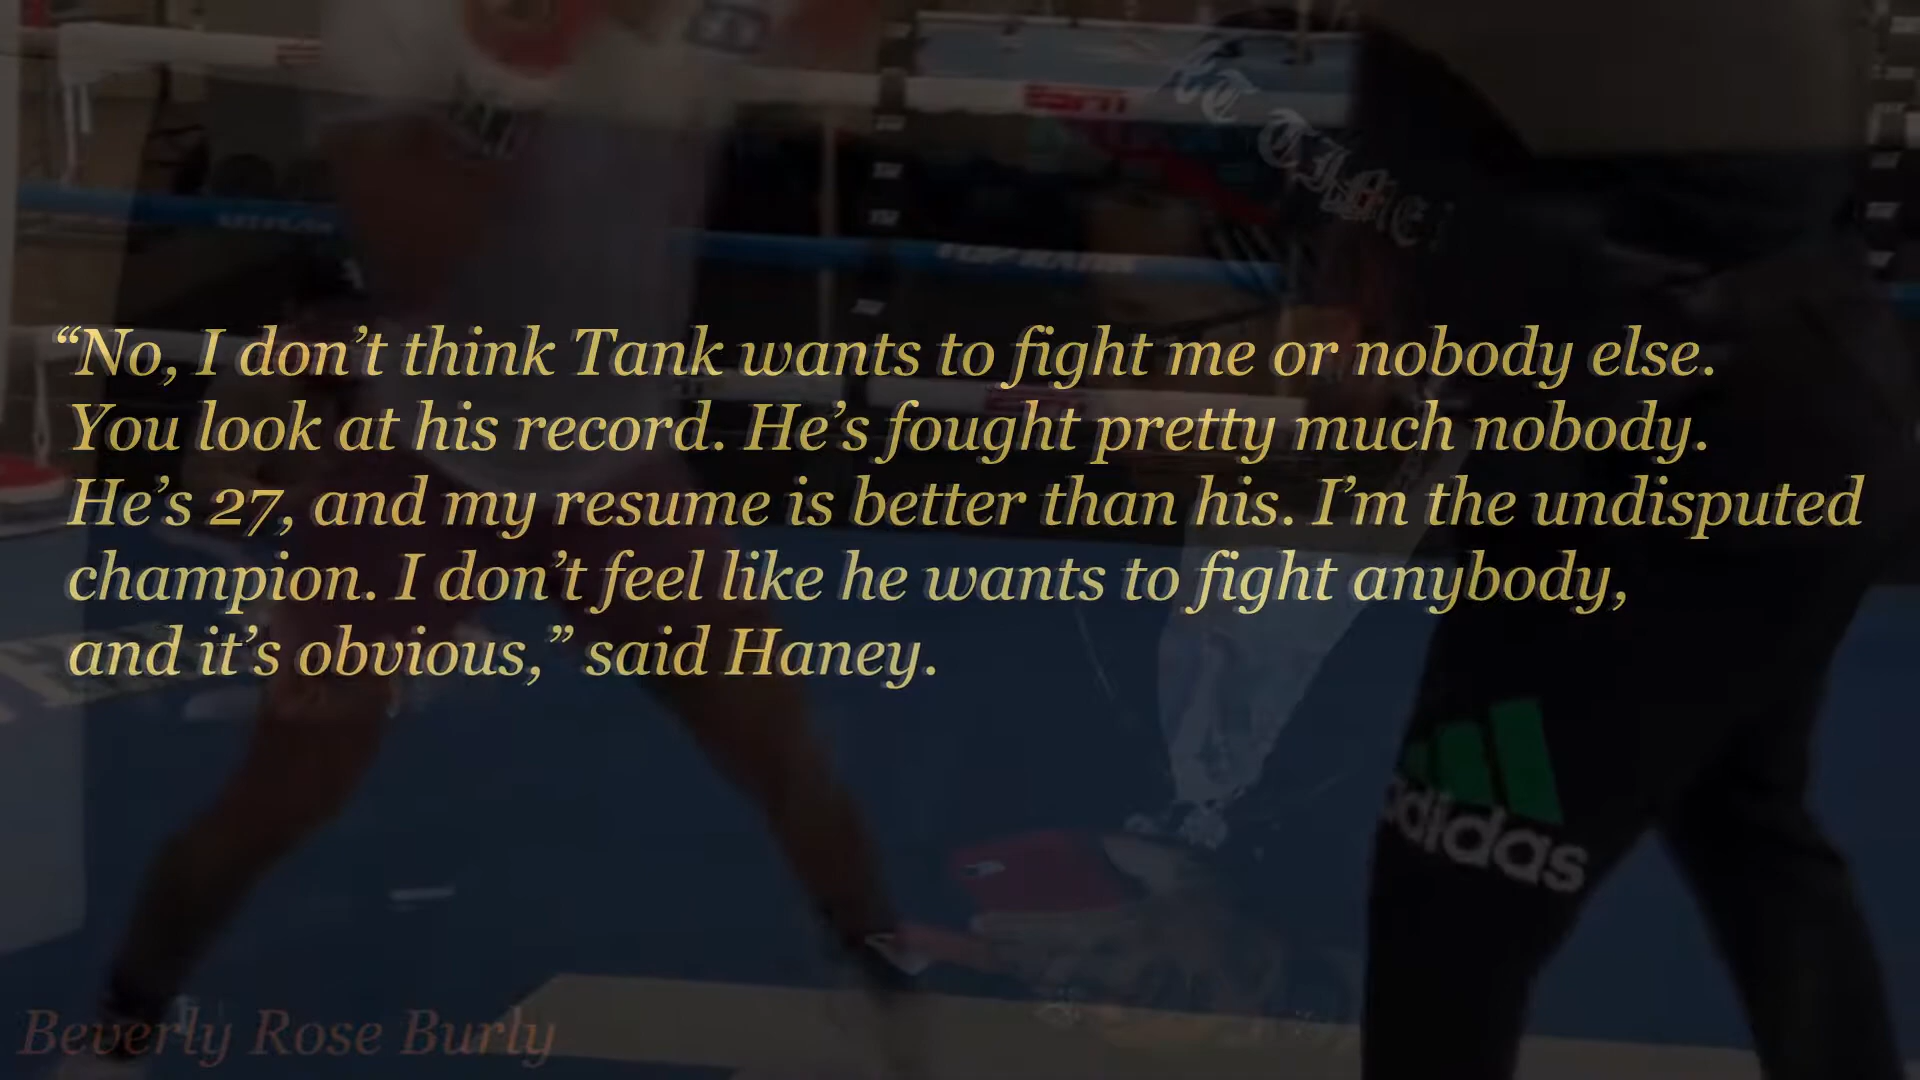 TOP RANK
“No, I don’t think Tank wants to fight me or nobody else.
You look at his record. He’s fought pretty much nobody.
He’s 27, and my resume is better than his. I’m the undisputed
champion. I don’t feel like he wants to fight anybody,
and it’s obvious,” said Haney.
adidas
Beverly Rose Burly